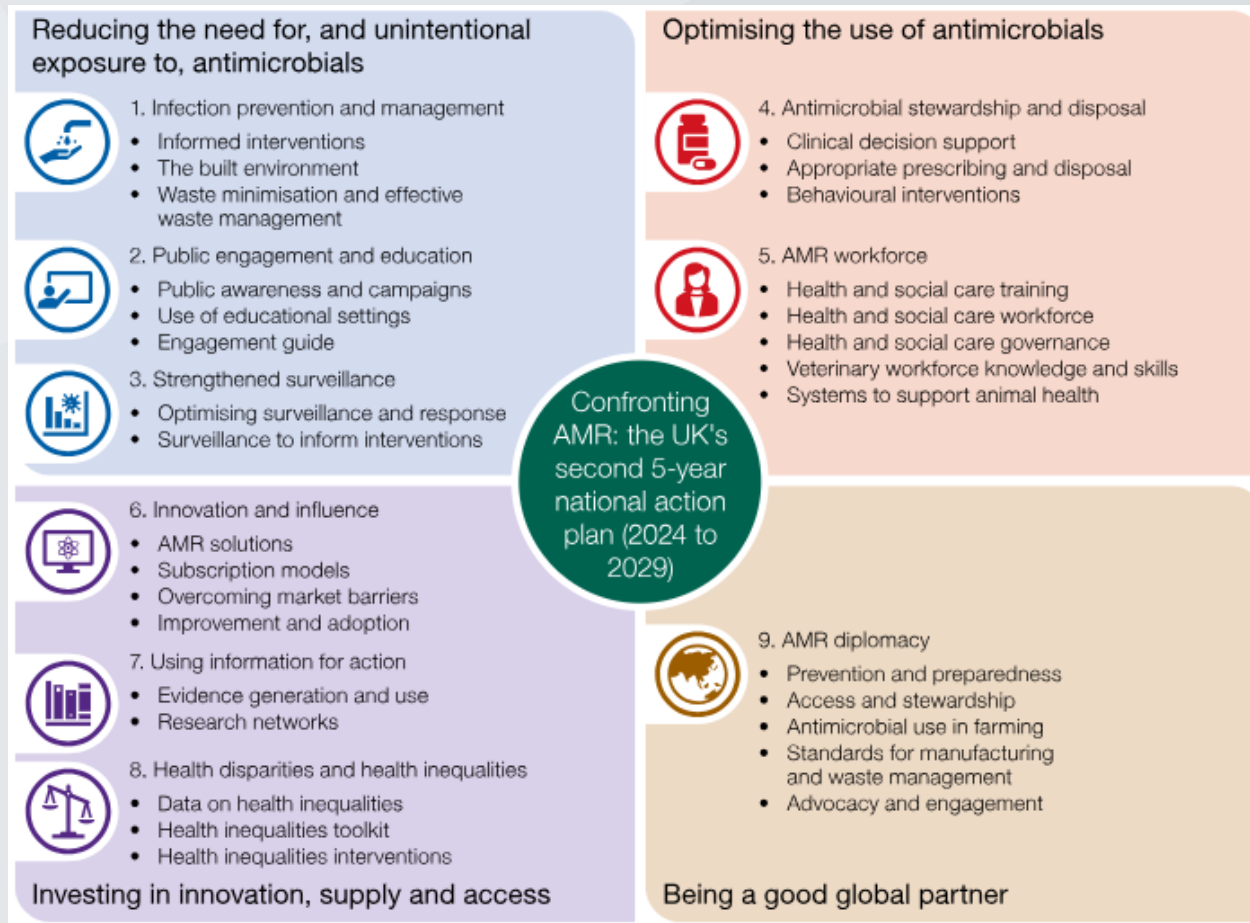 Reducing the need for, and unintentional
exposure to, antimicrobials
1. Infection prevention and management
• Informed interventions
• The built environment
• Waste minimisation and effective
waste management
2. Public engagement and education
• Public awareness and campaigns
• Use of educational settings
• Engagement guide
3. Strengthened surveillance
• Optimising surveillance and response
• Surveillance to inform interventions
Optimising the use of antimicrobials
4. Antimicrobial stewardship and disposal
• Clinical decision support
• Appropriate prescribing and disposal
• Behavioural interventions
5. AMR workforce
• Health and social care training
• Health and social care workforce
• Health and social care governance
• Veterinary workforce knowledge and skills
• Systems to support animal health
Confronting
AMR: the UK's
second 5-year
national action
plan (2024 to
2029)
6. Innovation and influence
• AMR solutions
• Subscription models
• Overcoming market barriers
• Improvement and adoption
7. Using information for action
• Evidence generation and use
• Research networks
8. Health disparities and health inequalities
• Data on health inequalities
• Health inequalities toolkit
• Health inequalities interventions
Investing in innovation, supply and access
9. AMR diplomacy
• Prevention and preparedness
• Access and stewardship
• Antimicrobial use in farming
• Standards for manufacturing
and waste management
• Advocacy and engagement
Being a good global partner